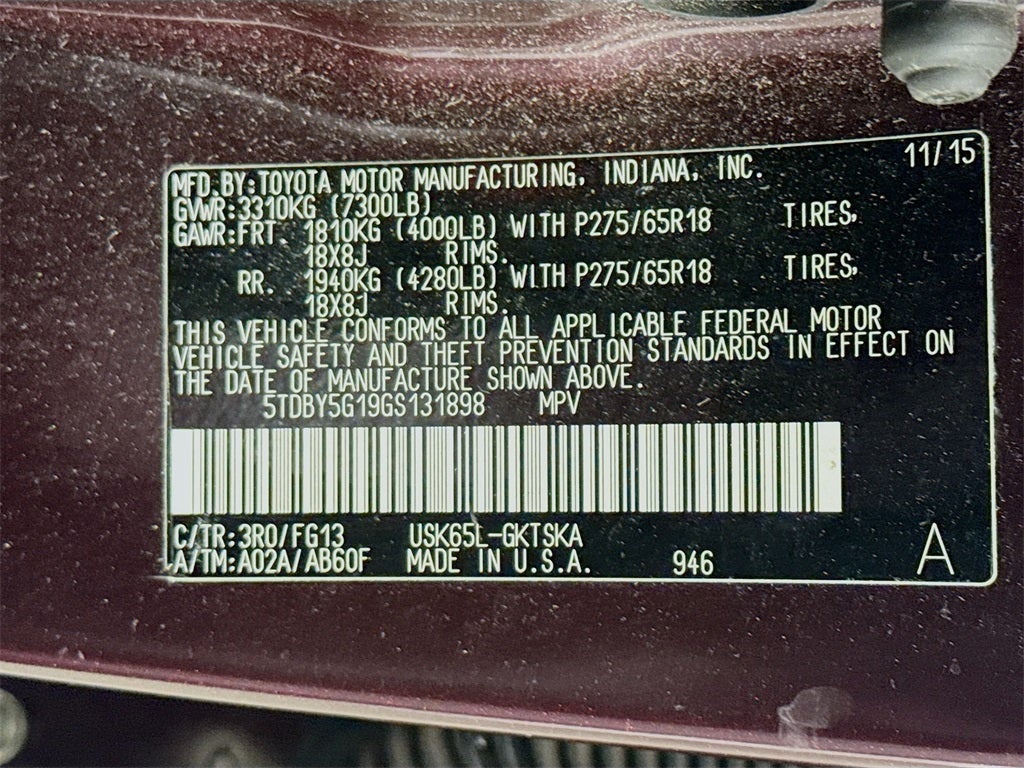 11/15
MFD.BY:TOYOTA MOTOR MANUFACTURING, INDIANA, INC.
GVWR:3310KG (7300LB)
GAWR:FRT 1810KG (4000LB) WITH P275/65R18 TIRES,
18X8J RIMS.
RR. 1940KG (4280LB) WITH P275/65R18 TIRES,
18X8J RIMS.
THIS VEHICLE CONFORMS TO ALL APPLICABLE FEDERAL MOTOR
VEHICLE SAFETY AND THEFT PREVENTION STANDARDS IN EFFECT ON
THE DATE OF MANUFACTURE SHOWN ABOVE.
5TDBY5G19GS131898 MPV
C/TR:3R0/FG13 USK65L-GKTSKA
A/TM:A02A/AB60F MADE IN U.S.A. 946 A